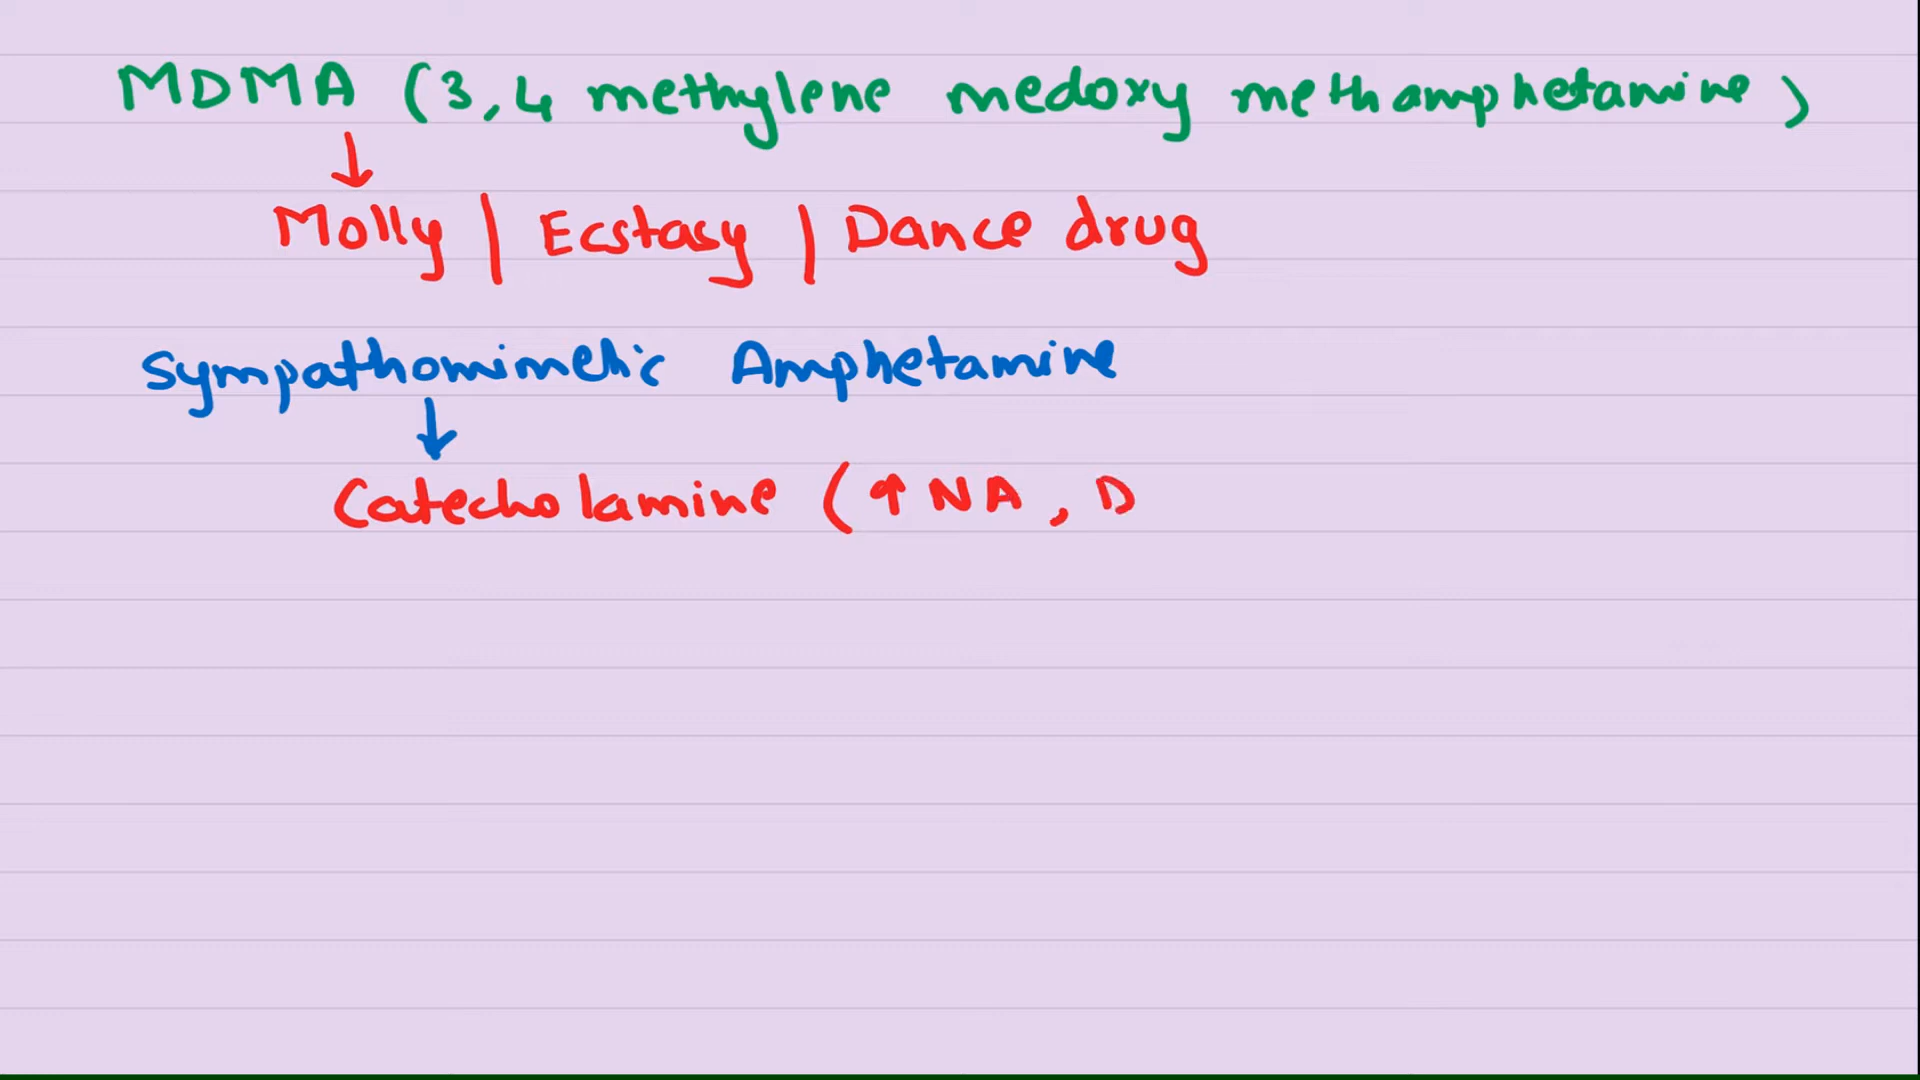 MDMA (3,4 methylene medoxy methamphetamine)
↓
Molly | Ecstasy | Dance drug
Sympathomimetic Amphetamine
↓
Catecholamine (↑ NA, D